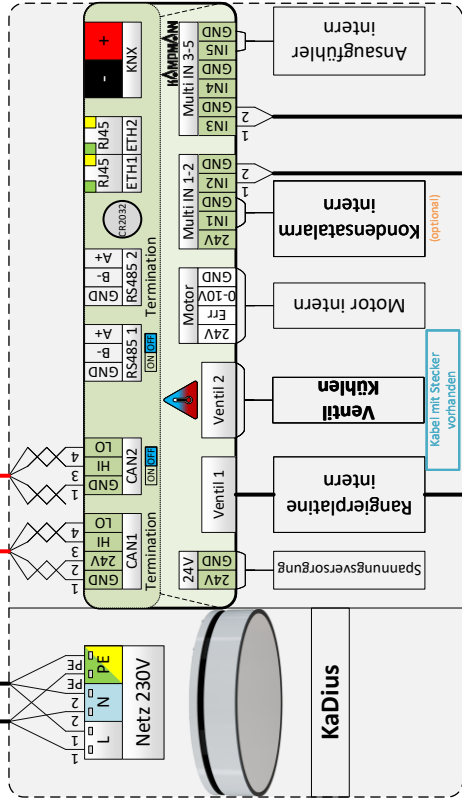 1 1 2 2 PE PE
L N PE
Netz 230V
KaDius
1 2 3 4
GND 24V HI LO
CAN1
Termination
1 3 4
GND HI LO
CAN2
ON OFF
GND B- A+
RS485 1
ON OFF
Termination
GND B- A+
RS485 2
CR2032
RJ45 RJ45
ETH1 ETH2
- +
KNX
KAMPMANN
24V
24V GND
Ventil 1
Ventil 2
Motor
24V Err 0-10V GND
Multi IN 1-2
24V IN1 GND IN2 GND
1 2
Multi IN 3-5
IN3 GND IN4 GND IN5 GND
1 2
Spannungsversorgung
Rangierplatine
intern
Ventil
Kühlen
Kabel mit Stecker
vorhanden
Motor intern
Kondensatalarm
intern
(optional)
Ansaugfühler
intern